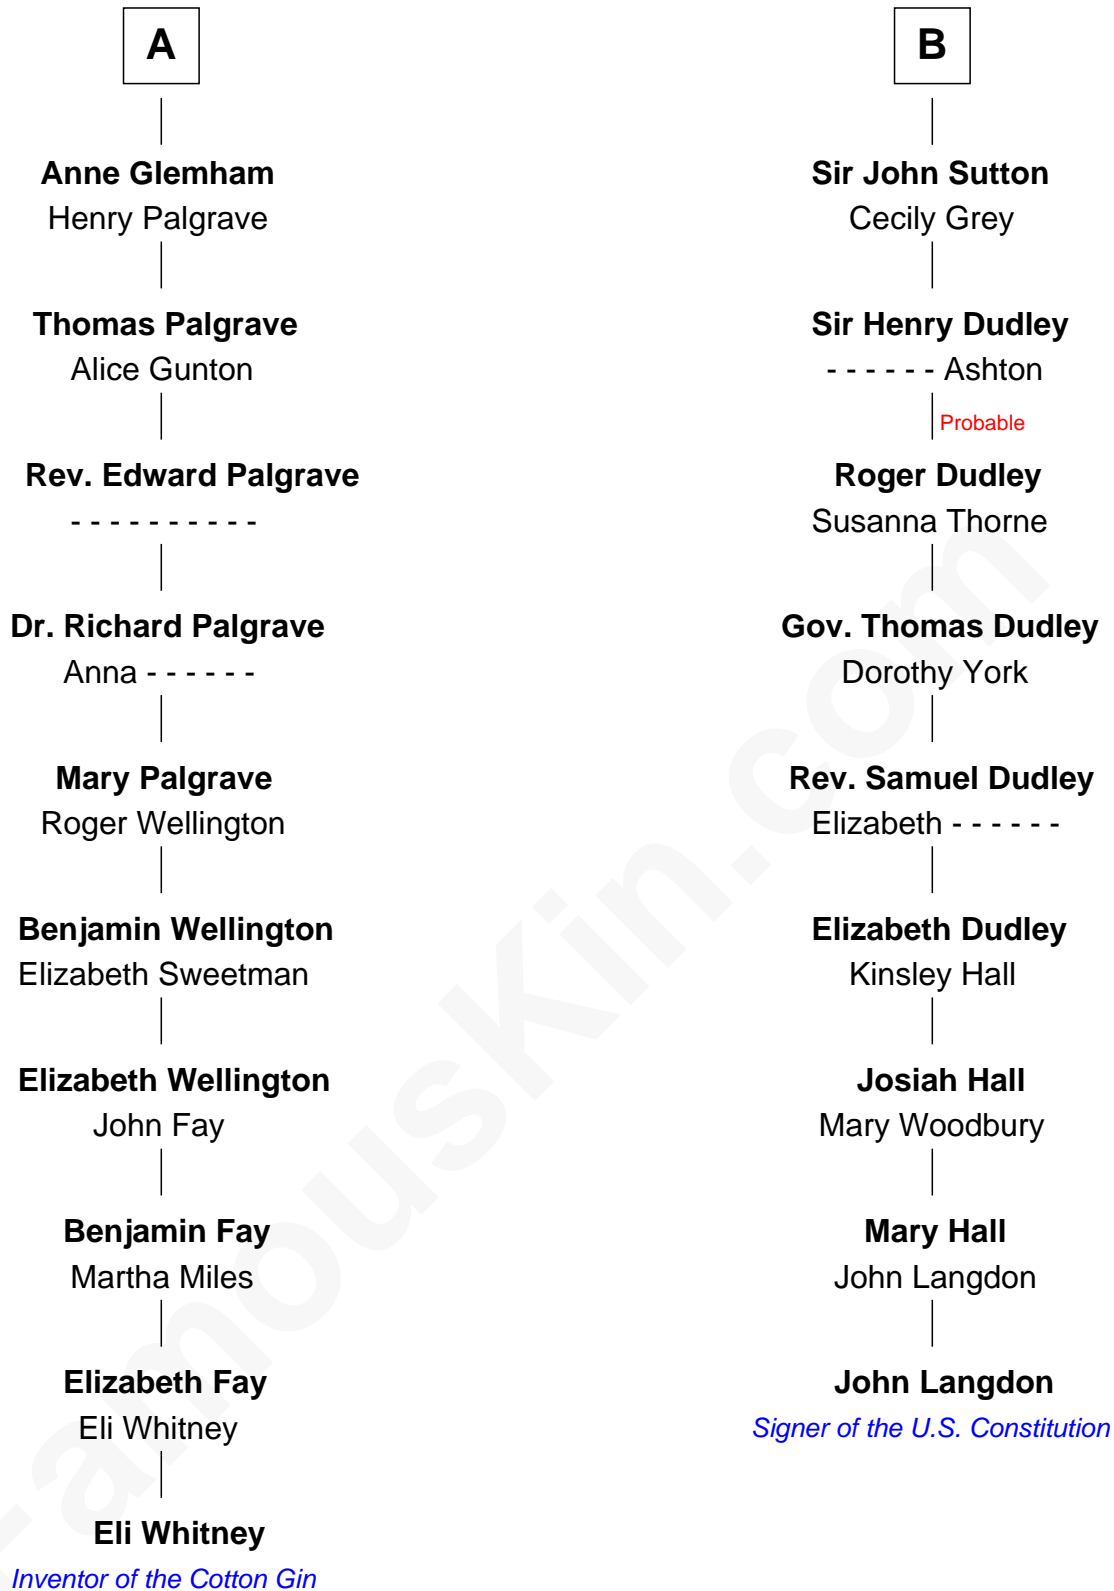 A
Anne Glemham
Henry Palgrave
Thomas Palgrave
Alice Gunton
Rev. Edward Palgrave
- - - - - - - - - -
Dr. Richard Palgrave
Anna - - - - - -
Mary Palgrave
Roger Wellington
Benjamin Wellington
Elizabeth Sweetman
Elizabeth Wellington
John Fay
Benjamin Fay
Martha Miles
Elizabeth Fay
Eli Whitney
Eli Whitney
Inventor of the Cotton Gin
B
Sir John Sutton
Cecily Grey
Sir Henry Dudley
- - - - - - Ashton
Probable
Roger Dudley
Susanna Thorne
Gov. Thomas Dudley
Dorothy York
Rev. Samuel Dudley
Elizabeth - - - - - -
Elizabeth Dudley
Kinsley Hall
Josiah Hall
Mary Woodbury
Mary Hall
John Langdon
John Langdon
Signer of the U.S. Constitution
FamousKin.com